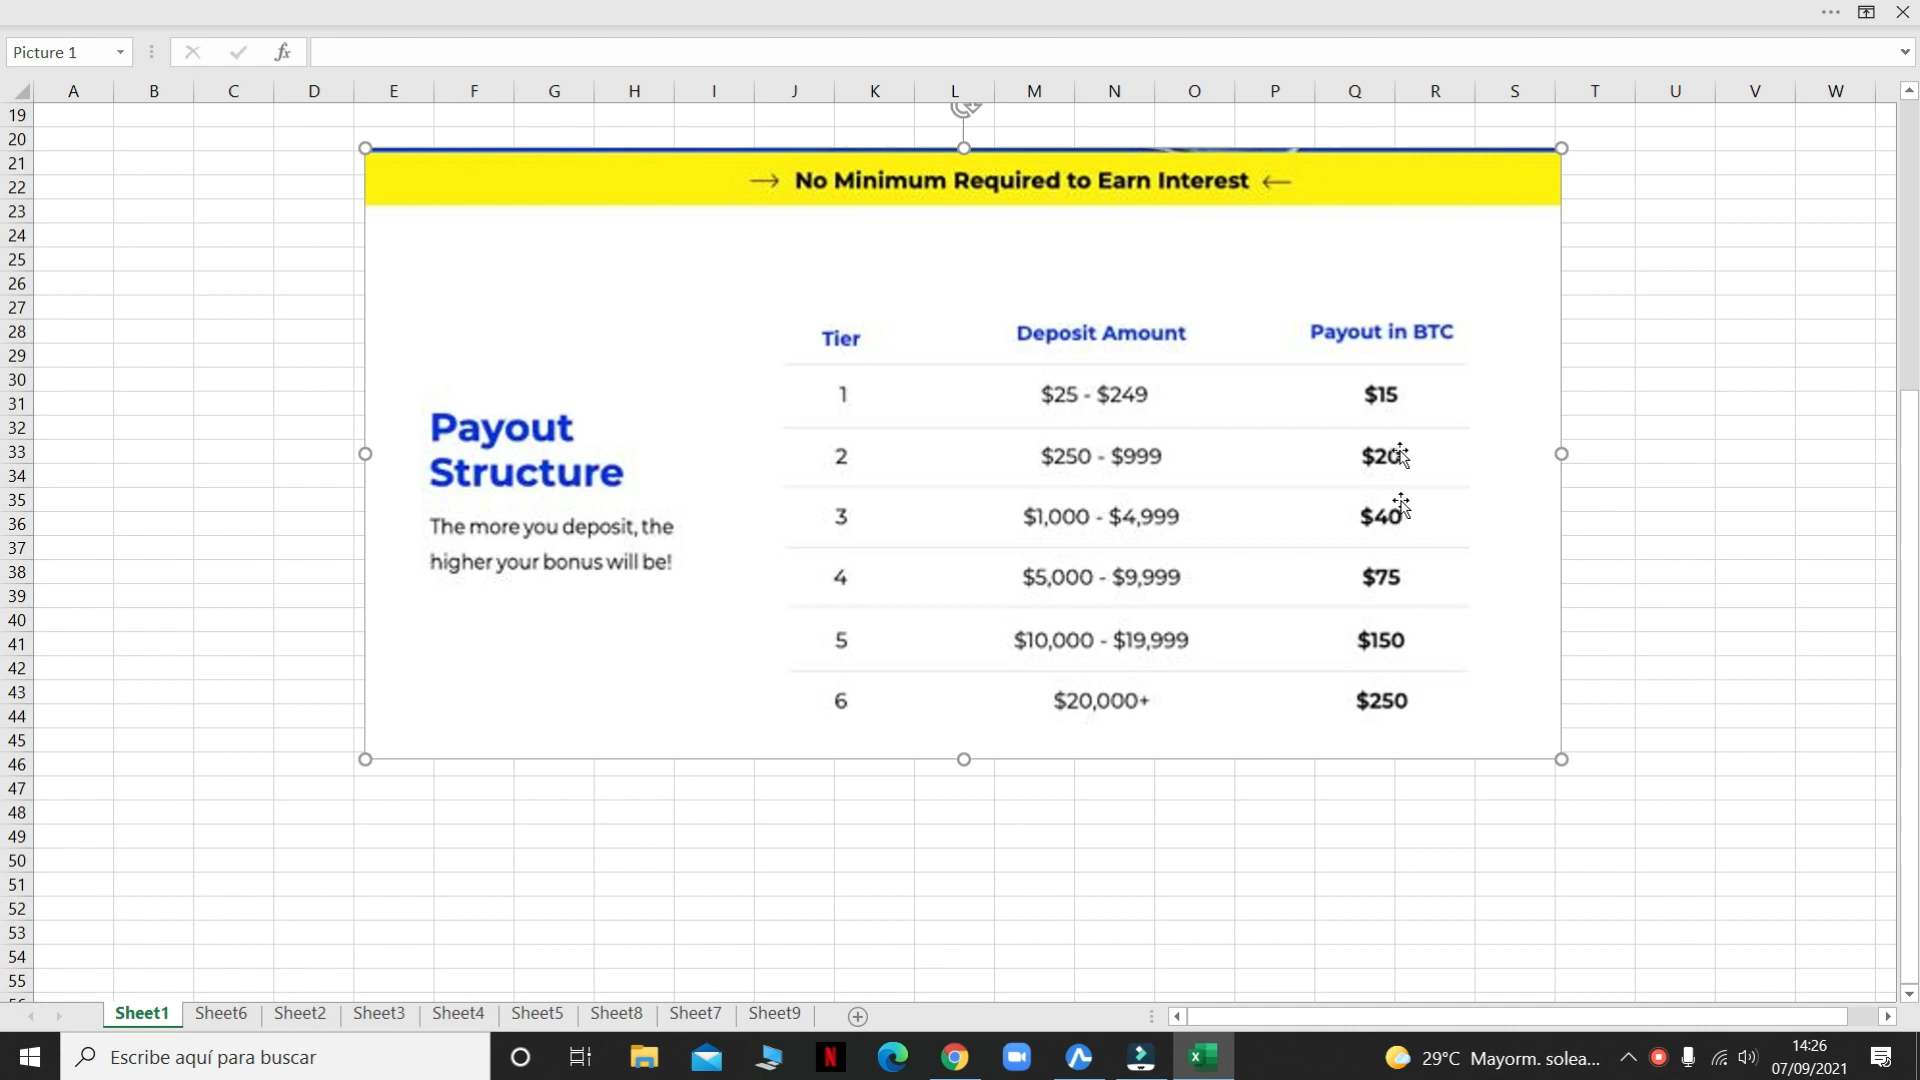 Picture 1
fx
A B C D E F G H I J K L M N O P Q R S T U V W
19
20
21
22
23
24
25
26
27
28
29
30
31
32
33
34
35
36
37
38
39
40
41
42
43
44
45
46
47
48
49
50
51
52
53
54
55
→ No Minimum Required to Earn Interest ←
Payout
Structure
The more you deposit, the
higher your bonus will be!
Tier Deposit Amount Payout in BTC
1 $25 - $249 $15
2 $250 - $999 $20
3 $1,000 - $4,999 $40
4 $5,000 - $9,999 $75
5 $10,000 - $19,999 $150
6 $20,000+ $250
Sheet1 Sheet6 Sheet2 Sheet3 Sheet4 Sheet5 Sheet8 Sheet7 Sheet9
Escribe aquí para buscar
N
29°C Mayorm. solea...
14:26
07/09/2021